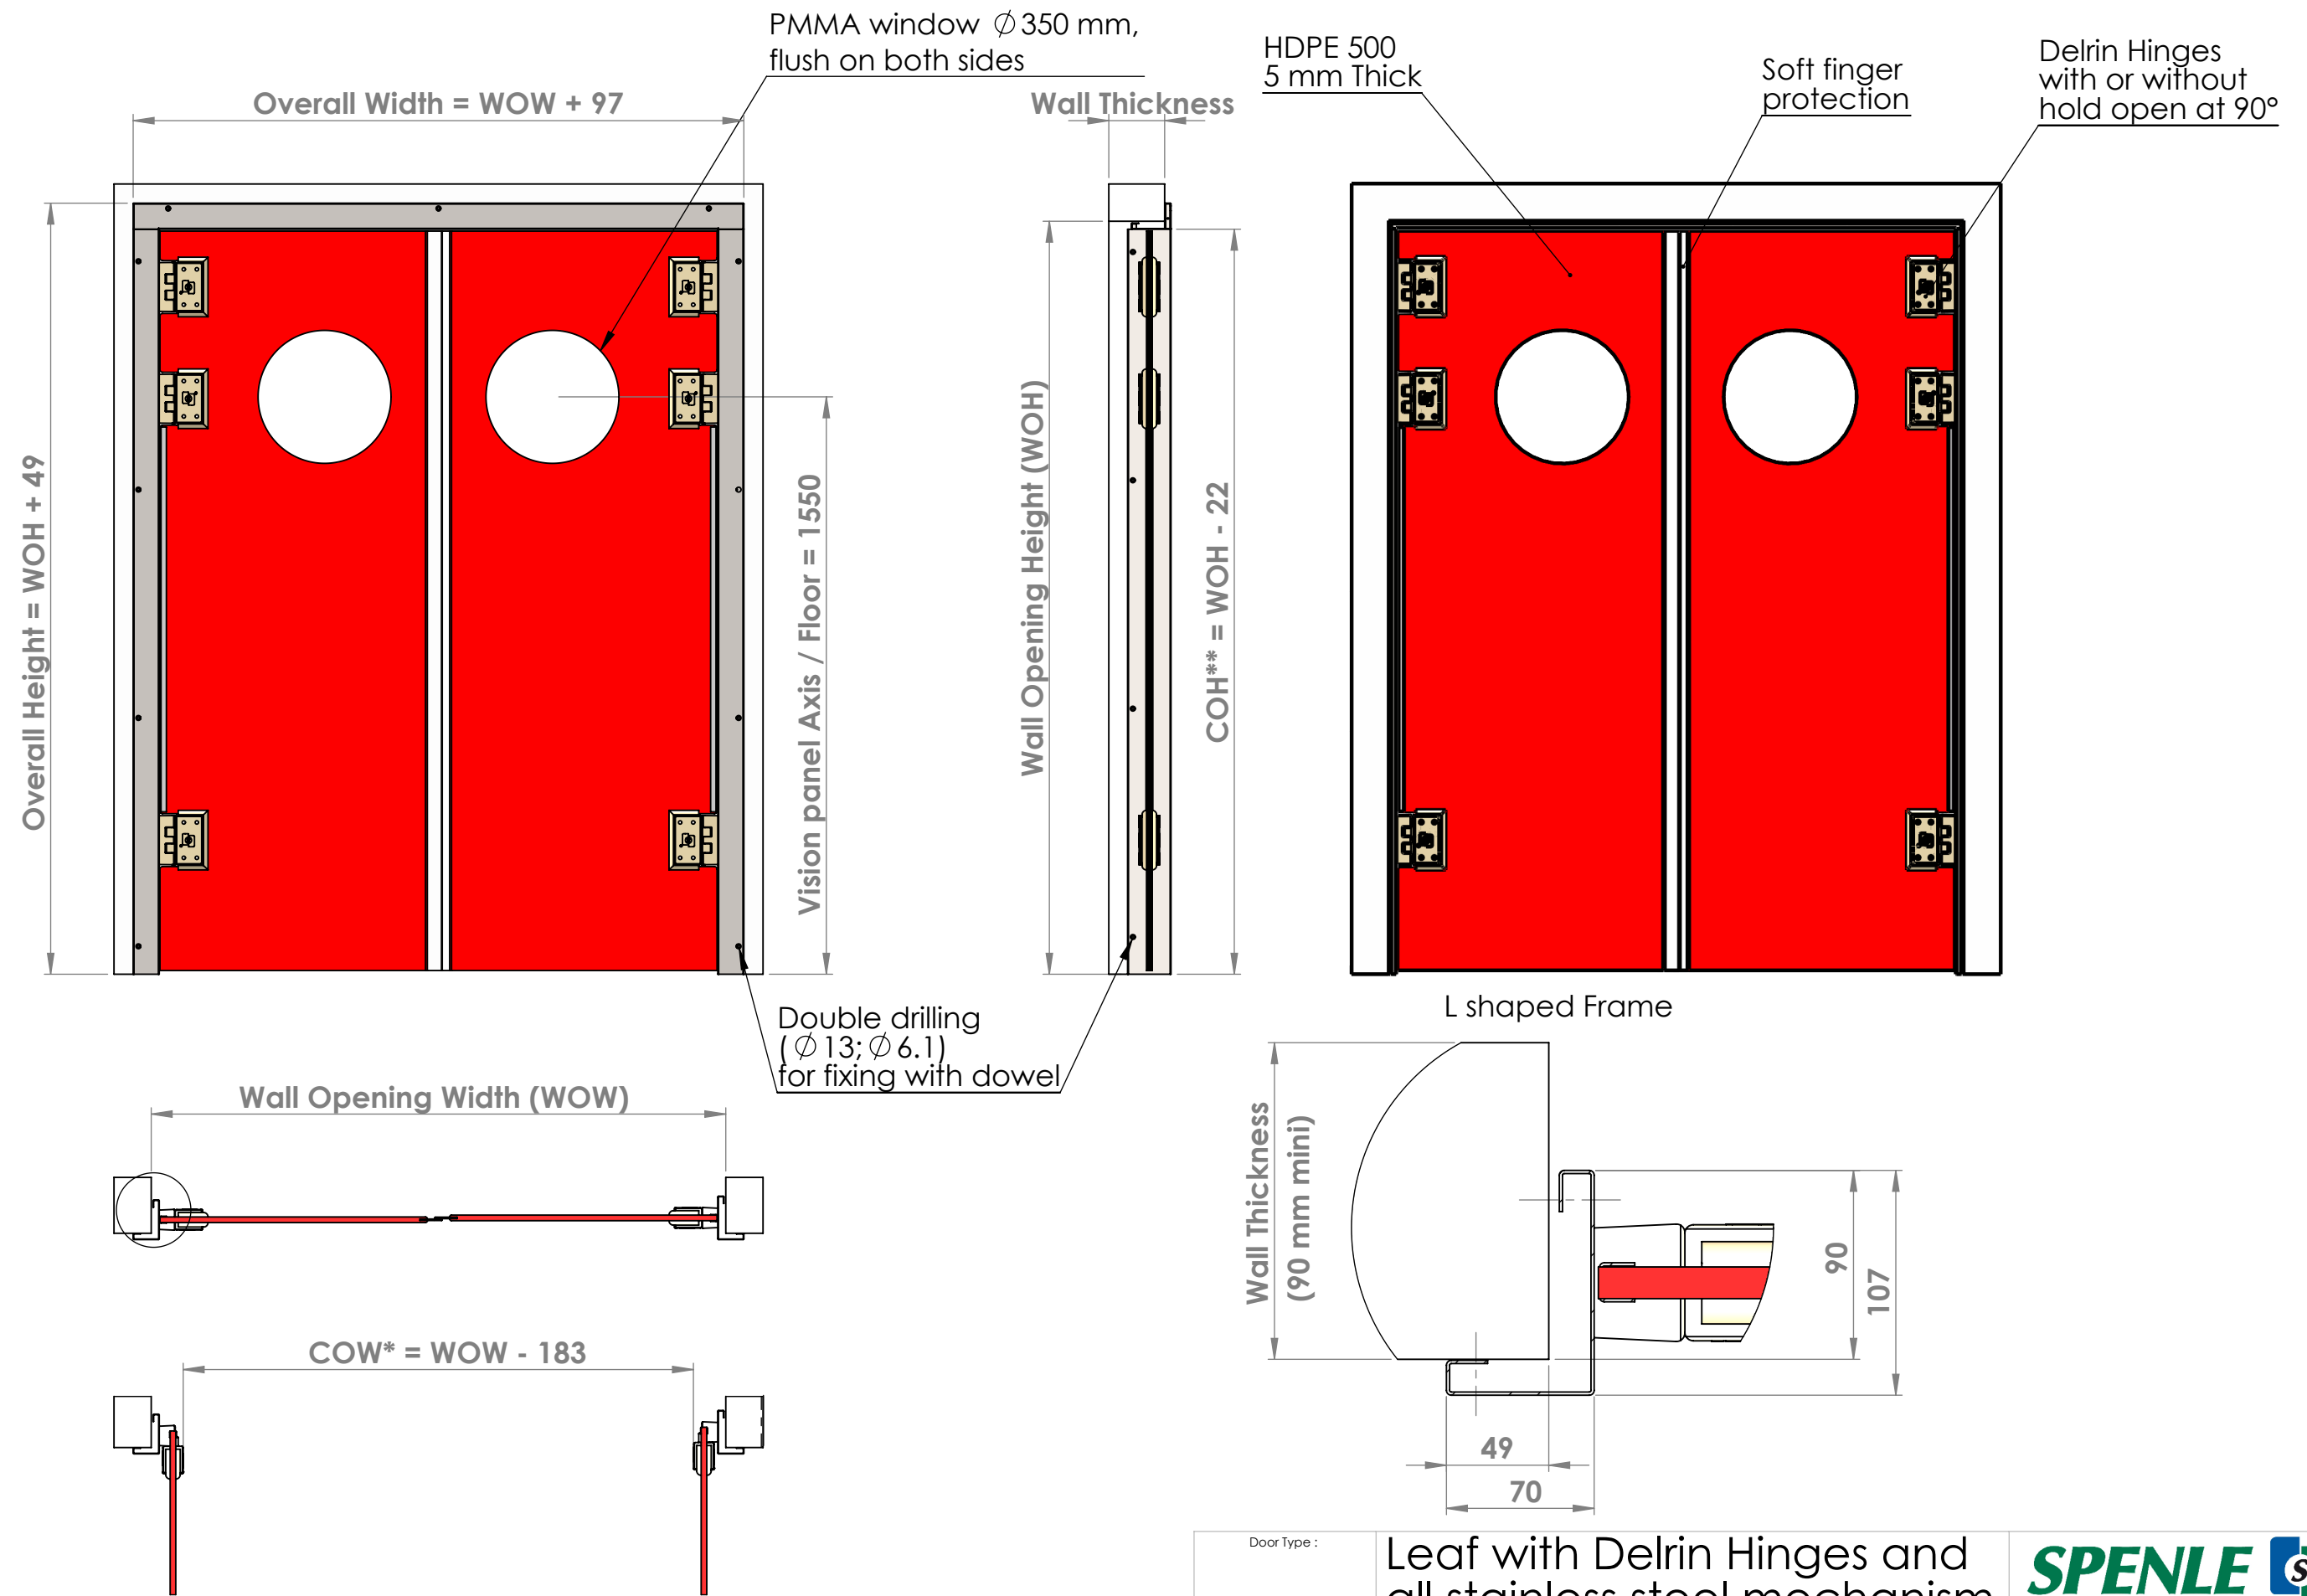 PMMA window ∅ 350 mm,
flush on both sides
HDPE 500
5 mm Thick
Soft finger
protection
Delrin Hinges
with or without
hold open at 90°
Overall Width = WOW + 97
Wall Thickness
Overall Height = WOH + 49
Vision panel Axis / Floor = 1550
Wall Opening Height (WOH)
COH** = WOH - 22
Double drilling
( ∅ 13; ∅ 6.1)
for fixing with dowel
L shaped Frame
Wall Opening Width (WOW)
Wall Thickness
(90 mm mini)
90
107
COW* = WOW - 183
49
70
Door Type :
Leaf with Delrin Hinges and
all stainless steel mechanism
SPENLE